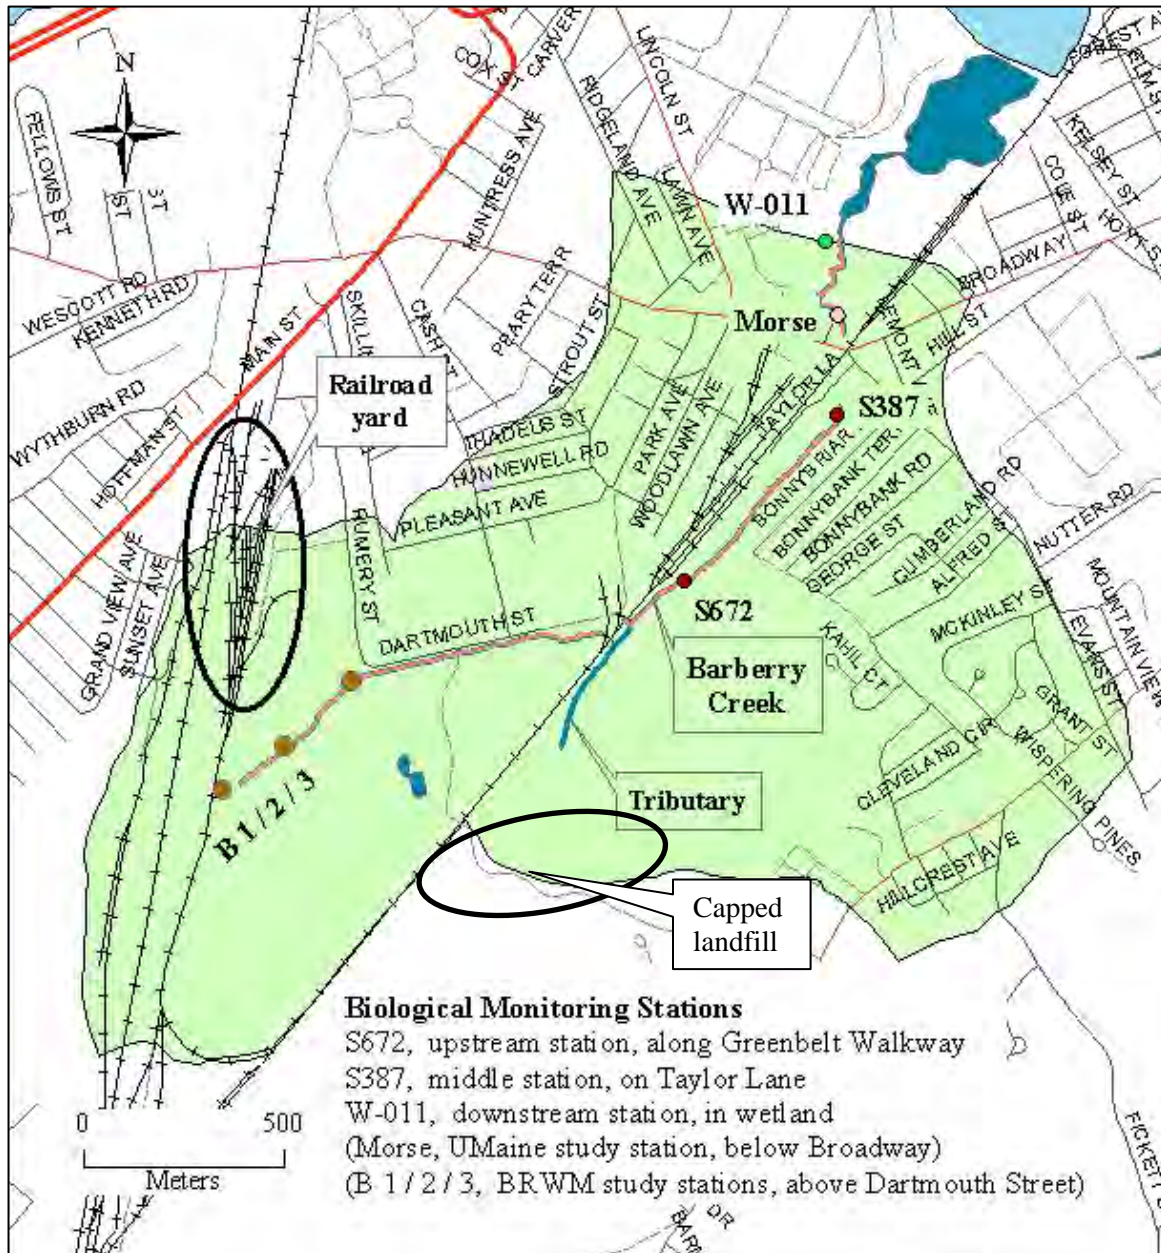 COX ST
CARVER
LINCOLN ST
RIDGELAND AVE
LAWN AVE
HUNTRESS AVE
N
FELLOWS ST
ST
ST
ELM ST
KELSEY ST
COLE ST
HOYT-S
BROADWAY
W-011
WESCOTT RD
KENNETH RD
MAIN ST
CASH ST
PEARY TERR
STROUT ST
Morse
HILL ST
Railroad
yard
WYTHBURN RD
HOFFMAN ST
THADEUS ST
HUNNEWELL RD
PLEASANT AVE
PARK AVE
WOODLAWN AVE
TAYLOR LA
S387
BONNYBRIAR
BONNYBANK TER
BONNYBANK RD
GEORGE ST
CUMBERLAND RD
ALFRED S
NUTTER RD
GRAND VIEW AVE
SUNSET AVE
RUMERY ST
DARTMOUTH ST
S672
MCKINLEY S
KAHIL CT
EVANS ST
MOUNTAIN VIEW
Barberry
Creek
GRANT ST
WISPERING PINES
CLEVELAND CIR
B 1 / 2 / 3
Tributary
HILLCREST AVE
Capped
landfill
Biological Monitoring Stations
S672, upstream station, along Greenbelt Walkway
S387, middle station, on Taylor Lane
W-011, downstream station, in wetland
(Morse, UMaine study station, below Broadway)
(B 1 / 2 / 3, BRWM study stations, above Dartmouth Street)
0 500
Meters
FICKETT
DR